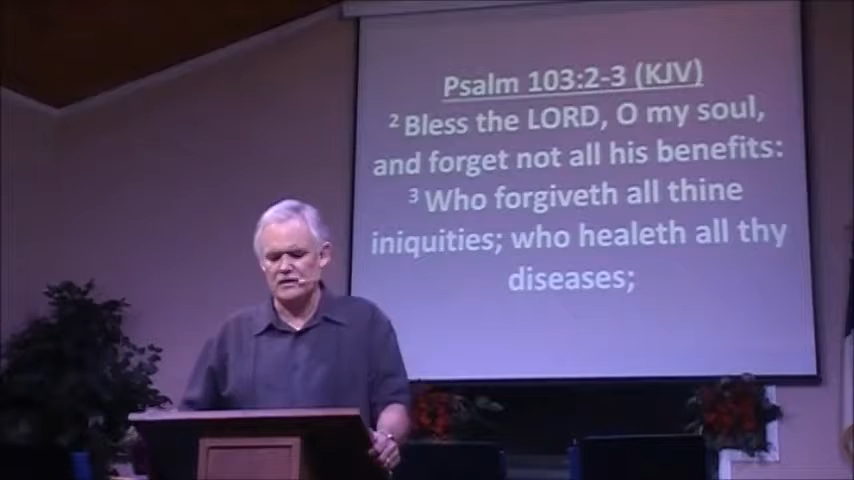 Psalm 103:2-3 (KJV)
2 Bless the LORD, O my soul,
and forget not all his benefits:
3 Who forgiveth all thine
iniquities; who healeth all thy
diseases;